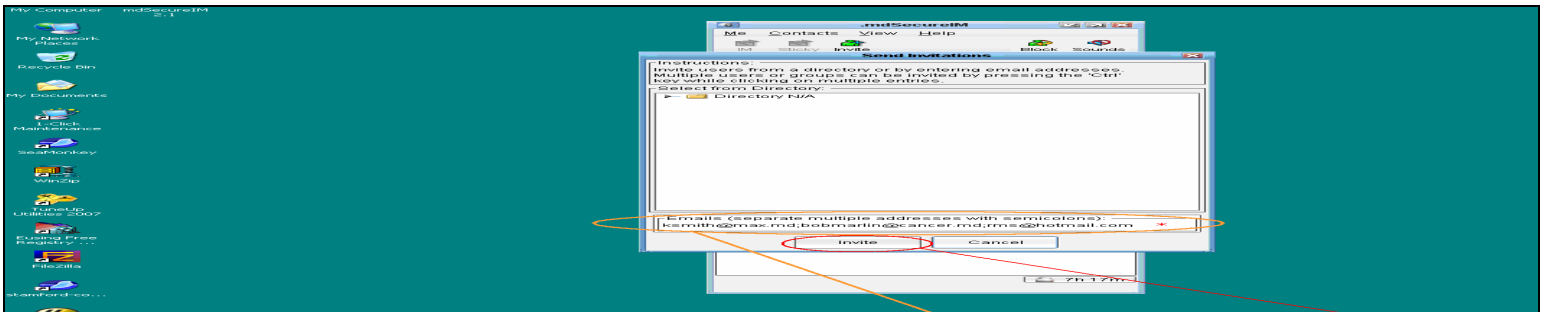 My Computer
mdSecureIM
2.1
My Network
Places
Recycle Bin
My Documents
1-Click
Maintenance
SeaMonkey
WinZip
TuneUp
Utilities 2007
Eusing Free
Registry ...
FileZilla
stamford-co...
.mdSecureIM
Me Contacts View Help
IM Sticky Invite Block Sounds
Send Invitations
Instructions:
Invite users from a directory or by entering email addresses.
Multiple users or groups can be invited by pressing the 'Ctrl'
key while clicking on multiple entries.
Select from Directory:
Directory N/A
Emails (separate multiple addresses with semicolons):
ksmith@max.md;bobmarlin@cancer.md;rms@hotmail.com *
Invite Cancel
7h 17m